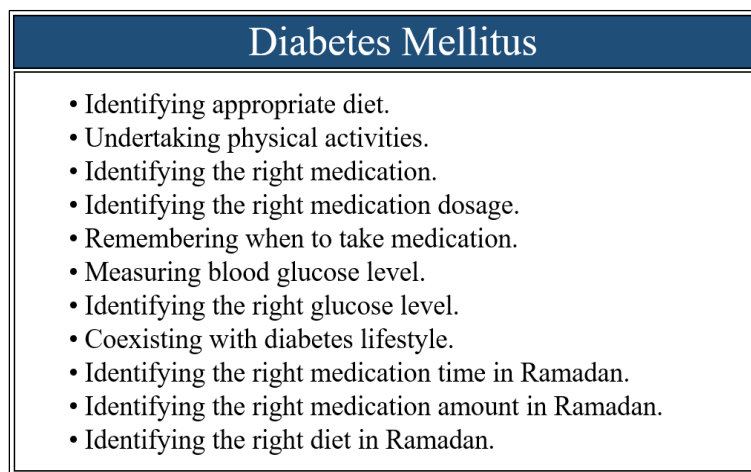 Diabetes Mellitus
• Identifying appropriate diet.
• Undertaking physical activities.
• Identifying the right medication.
• Identifying the right medication dosage.
• Remembering when to take medication.
• Measuring blood glucose level.
• Identifying the right glucose level.
• Coexisting with diabetes lifestyle.
• Identifying the right medication time in Ramadan.
• Identifying the right medication amount in Ramadan.
• Identifying the right diet in Ramadan.